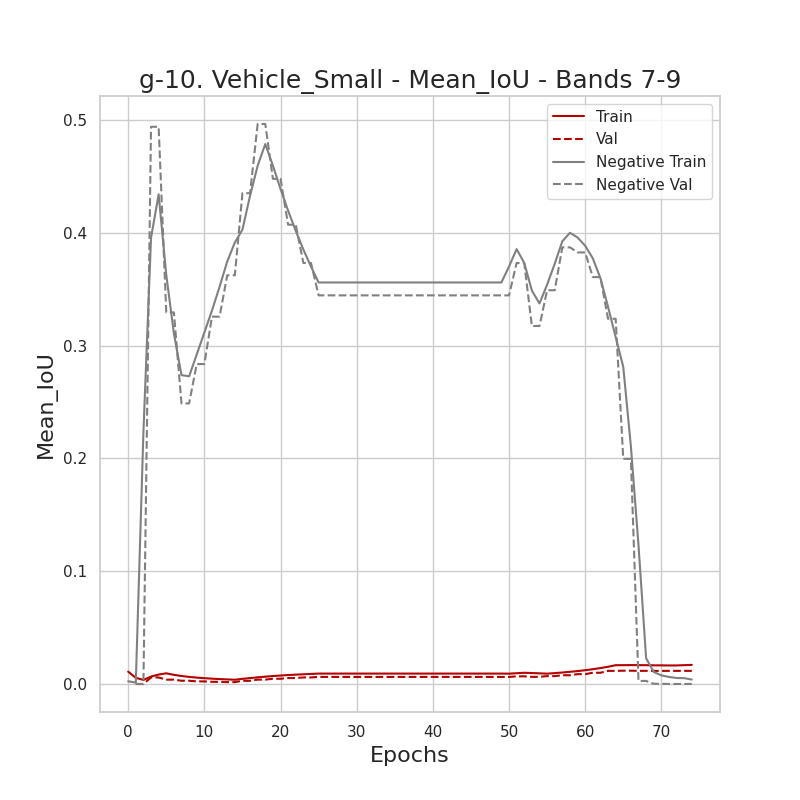 g-10. Vehicle_Small - Mean_IoU - Bands 7-9
Train
Val
Negative Train
Negative Val
0.5
0.4
0.3
0.2
0.1
0.0
Mean_IoU
0 10 20 30 40 50 60 70
Epochs